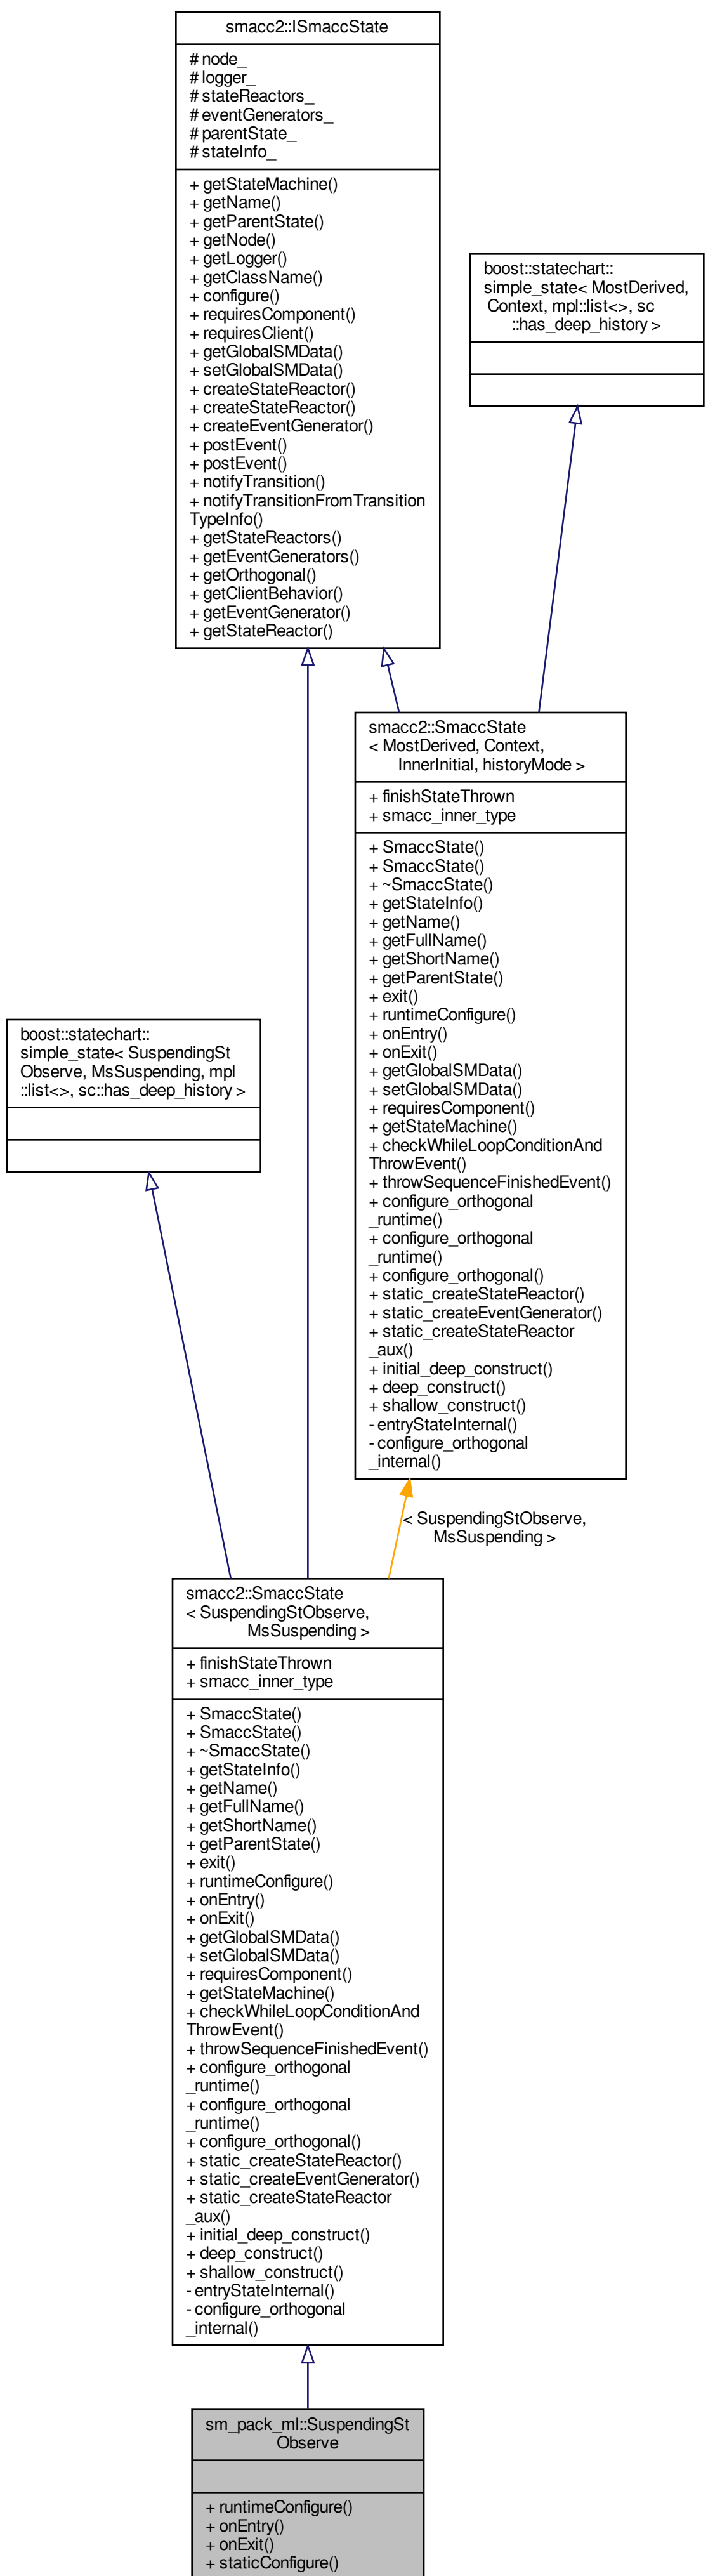 smacc2::ISmaccState
# node_
# logger_
# stateReactors_
# eventGenerators_
# parentState_
# stateInfo_
+ getStateMachine()
+ getName()
+ getParentState()
+ getNode()
+ getLogger()
+ getClassName()
+ configure()
+ requiresComponent()
+ requiresClient()
+ getGlobalSMData()
+ setGlobalSMData()
+ createStateReactor()
+ createStateReactor()
+ createEventGenerator()
+ postEvent()
+ postEvent()
+ notifyTransition()
+ notifyTransitionFromTransition
TypeInfo()
+ getStateReactors()
+ getEventGenerators()
+ getOrthogonal()
+ getClientBehavior()
+ getEventGenerator()
+ getStateReactor()
boost::statechart::
simple_state< MostDerived,
Context, mpl::list<>, sc
::has_deep_history >
smacc2::SmaccState
< MostDerived, Context,
InnerInitial, historyMode >
+ finishStateThrown
+ smacc_inner_type
+ SmaccState()
+ SmaccState()
+ ~SmaccState()
+ getStateInfo()
+ getName()
+ getFullName()
+ getShortName()
+ getParentState()
+ exit()
+ runtimeConfigure()
+ onEntry()
+ onExit()
+ getGlobalSMData()
+ setGlobalSMData()
+ requiresComponent()
+ getStateMachine()
+ checkWhileLoopConditionAnd
ThrowEvent()
+ throwSequenceFinishedEvent()
+ configure_orthogonal
_runtime()
+ configure_orthogonal
_runtime()
+ configure_orthogonal()
+ static_createStateReactor()
+ static_createEventGenerator()
+ static_createStateReactor
_aux()
+ initial_deep_construct()
+ deep_construct()
+ shallow_construct()
- entryStateInternal()
- configure_orthogonal
_internal()
boost::statechart::
simple_state< SuspendingSt
Observe, MsSuspending, mpl
::list<>, sc::has_deep_history >
< SuspendingStObserve,
MsSuspending >
smacc2::SmaccState
< SuspendingStObserve,
MsSuspending >
+ finishStateThrown
+ smacc_inner_type
+ SmaccState()
+ SmaccState()
+ ~SmaccState()
+ getStateInfo()
+ getName()
+ getFullName()
+ getShortName()
+ getParentState()
+ exit()
+ runtimeConfigure()
+ onEntry()
+ onExit()
+ getGlobalSMData()
+ setGlobalSMData()
+ requiresComponent()
+ getStateMachine()
+ checkWhileLoopConditionAnd
ThrowEvent()
+ throwSequenceFinishedEvent()
+ configure_orthogonal
_runtime()
+ configure_orthogonal
_runtime()
+ configure_orthogonal()
+ static_createStateReactor()
+ static_createEventGenerator()
+ static_createStateReactor
_aux()
+ initial_deep_construct()
+ deep_construct()
+ shallow_construct()
- entryStateInternal()
- configure_orthogonal
_internal()
sm_pack_ml::SuspendingSt
Observe
+ runtimeConfigure()
+ onEntry()
+ onExit()
+ staticConfigure()